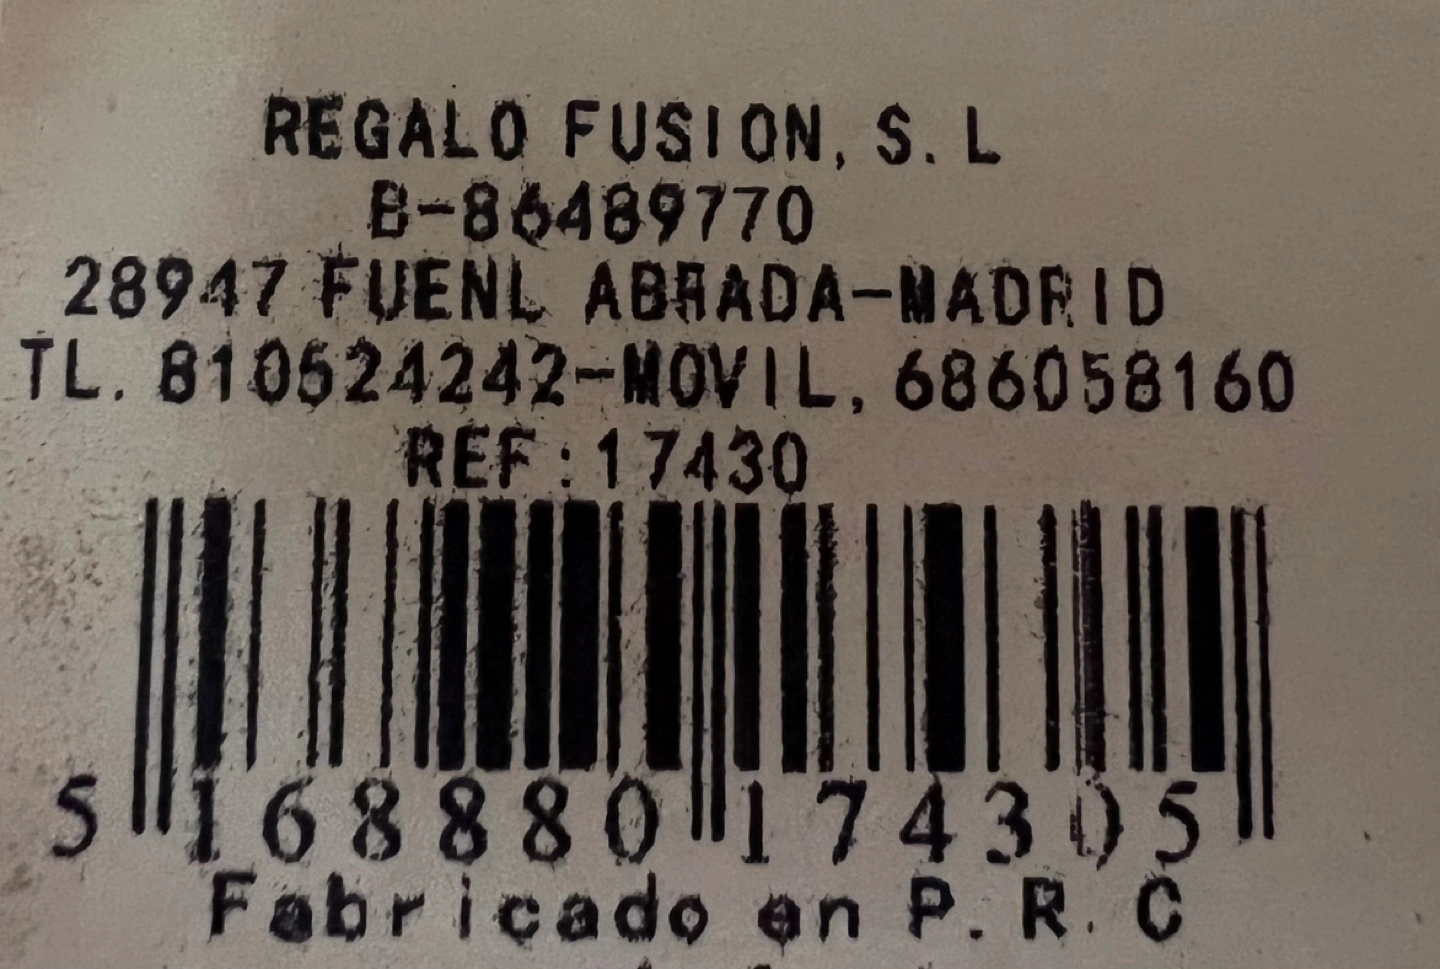 REGALO FUSION, S. L
B-86489770
28947 FUENL ABRADA-MADRID
TL. 810524242-MOVIL, 686058160
REF:17430
5 168880 174305
Fabricado en P. R. C